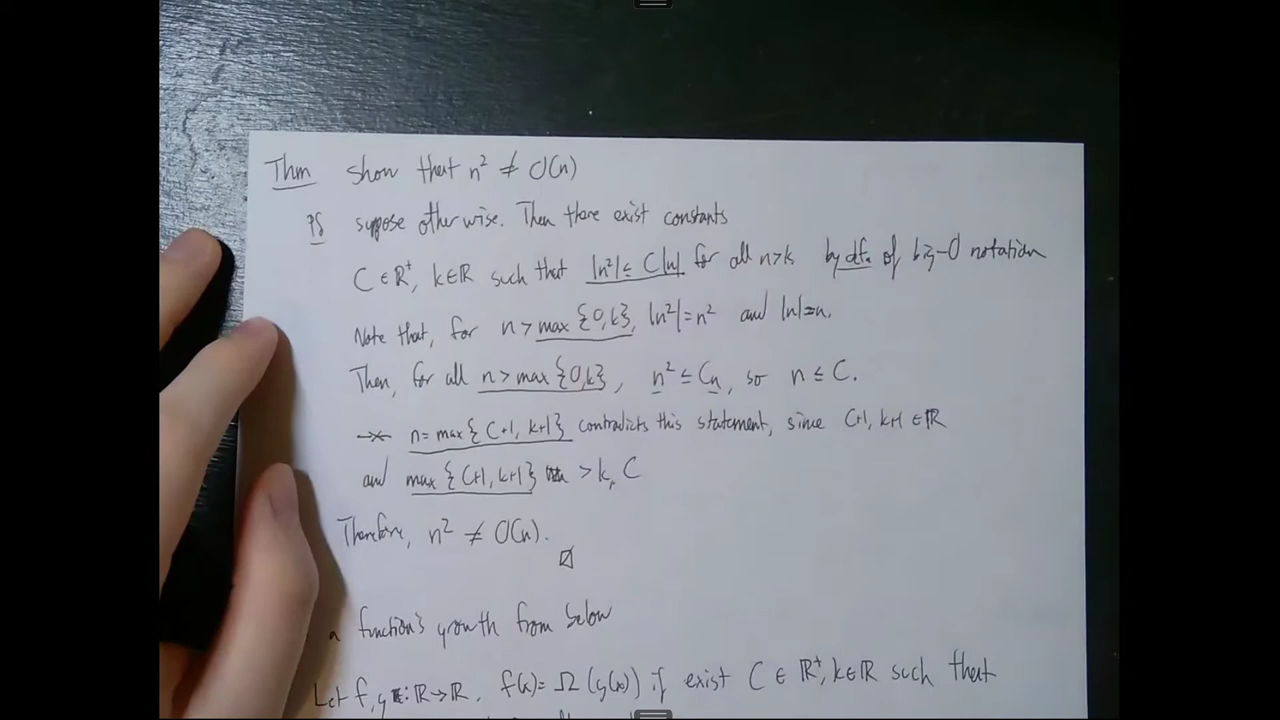 Thm show that n² ≠ O(n)
Pf suppose otherwise. Then there exist constants
C ∈ ℝ⁺, k∈ℝ such that |n²| ≤ C|n| for all n>k by dfn of big-O notation
Note that, for n > max {0,k}, |n²|=n² and |n|=n.
Then, for all n > max {0,k}, n² ≤ Cn, so n ≤ C.
n = max{ C+1, k+1} contradicts this statement, since C+1, k+1 ∈ ℝ
and max {C+1, k+1} > k, C
Therefore, n² ≠ O(n).
a function's growth from below
Let f,g : ℝ→ℝ. f(x) = Ω (g(x)) if exist C ∈ ℝ⁺, k∈ℝ such that